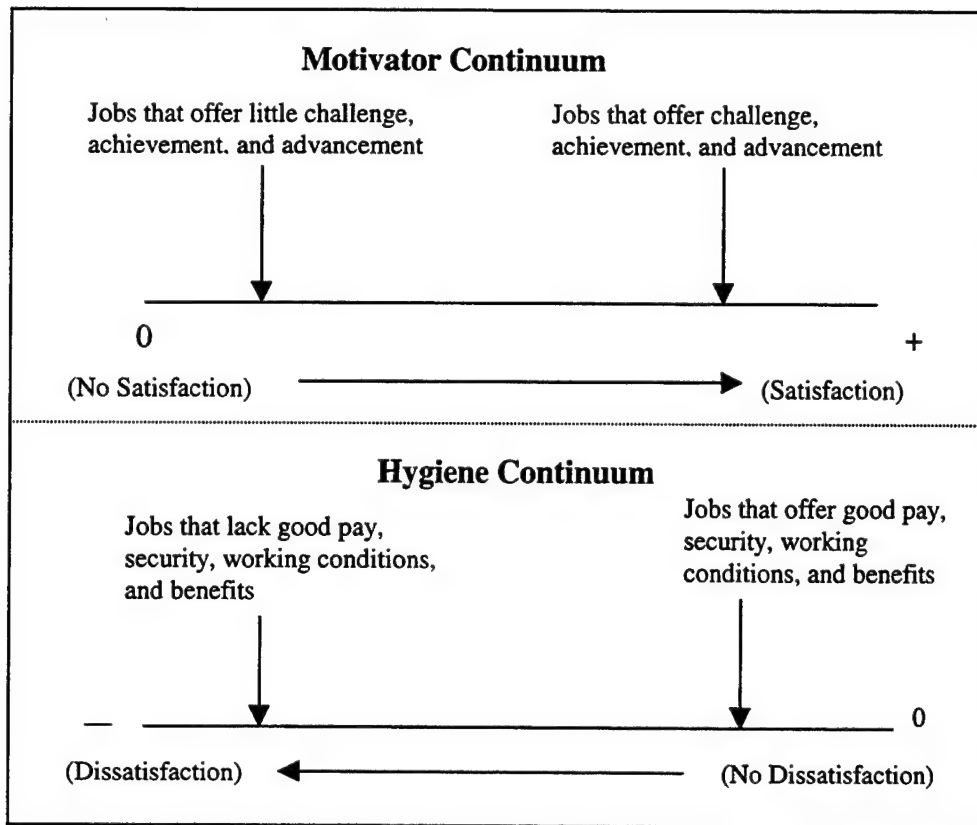 Motivator Continuum
Jobs that offer little challenge,
achievement. and advancement
Jobs that offer challenge,
achievement, and advancement
0
+
(No Satisfaction)
(Satisfaction)
Hygiene Continuum
Jobs that lack good pay,
security, working conditions,
and benefits
Jobs that offer good pay,
security, working
conditions, and benefits
—
0
(Dissatisfaction)
(No Dissatisfaction)